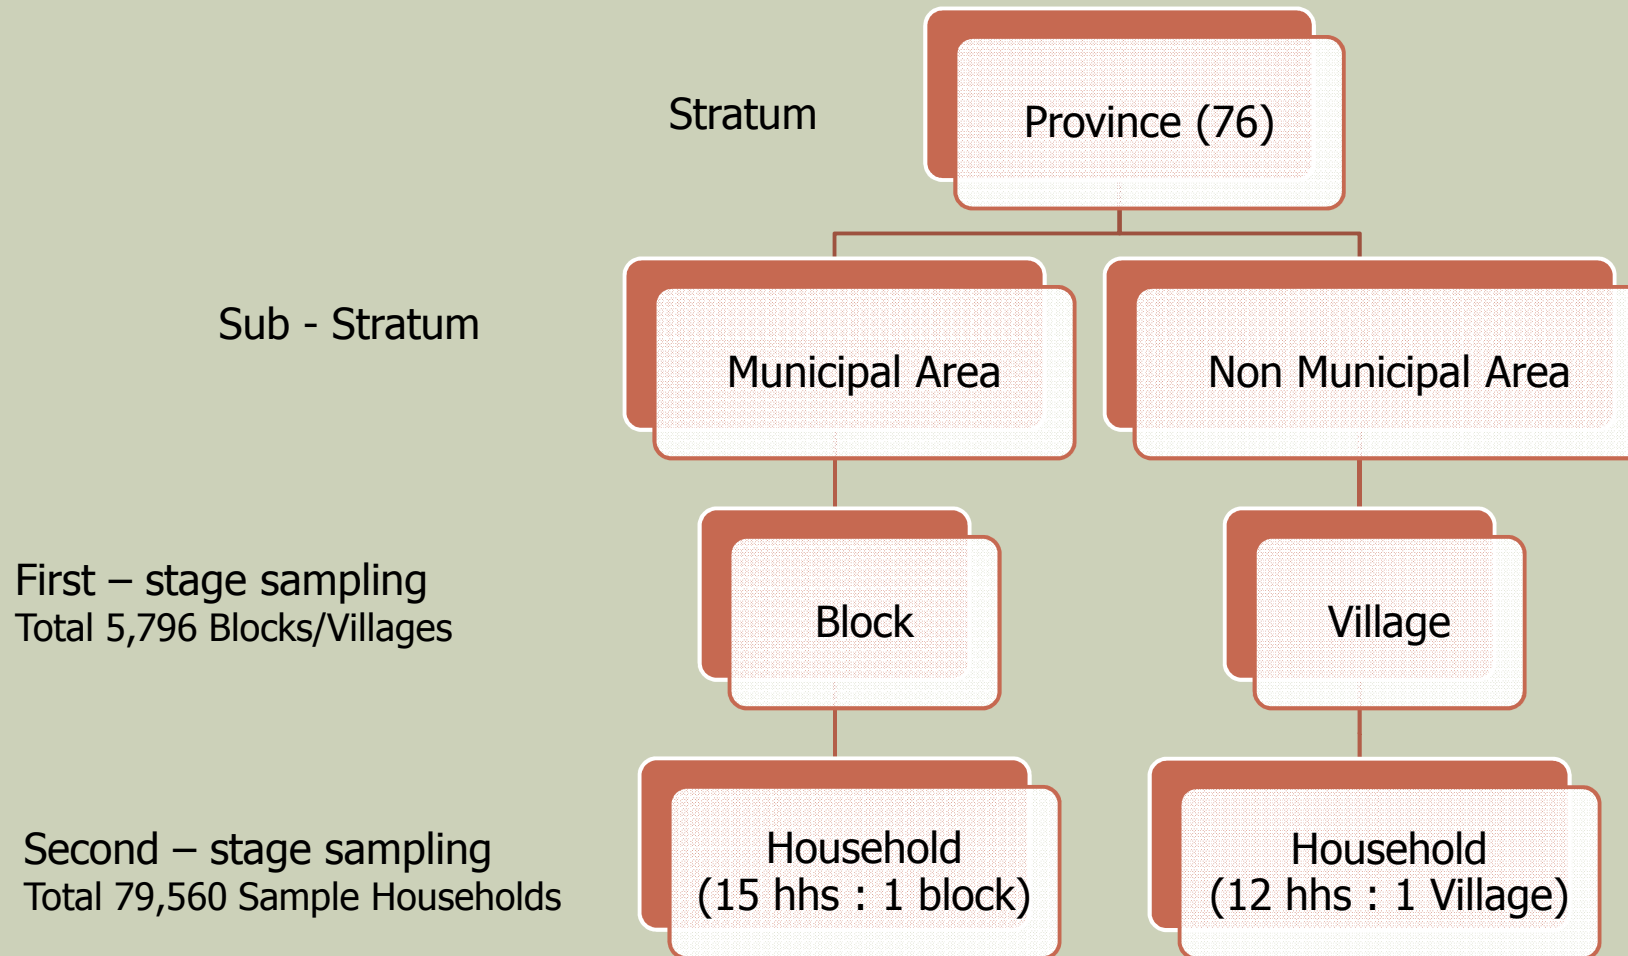 Stratum
Province (76)
Sub - Stratum
Municipal Area
Non Municipal Area
First – stage sampling
Total 5,796 Blocks/Villages
Block
Village
Second – stage sampling
Total 79,560 Sample Households
Household
(15 hhs : 1 block)
Household
(12 hhs : 1 Village)